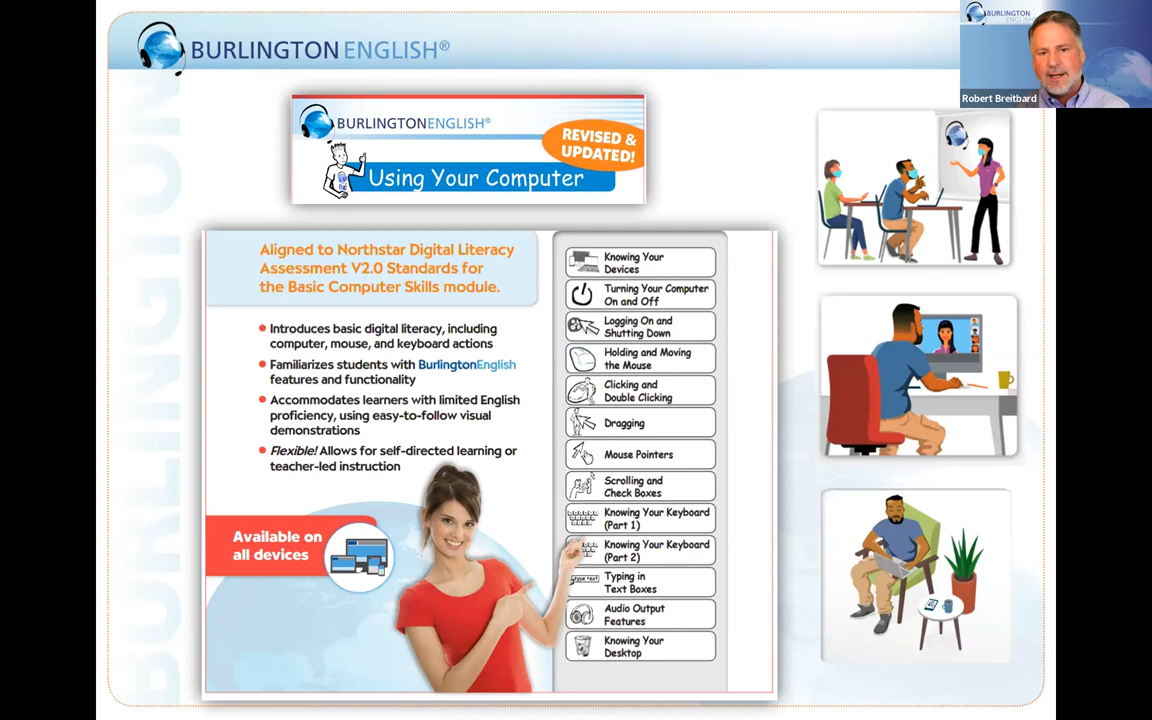 BURLINGTON ENGLISH®
BURLINGTON
ENGLISH
Robert Breitbard
BURLINGTONENGLISH®
REVISED &
UPDATED!
Using Your Computer
Aligned to Northstar Digital Literacy
Assessment V2.0 Standards for
the Basic Computer Skills module.
Introduces basic digital literacy, including
computer, mouse, and keyboard actions
Familiarizes students with BurlingtonEnglish
features and functionality
Accommodates learners with limited English
proficiency, using easy-to-follow visual
demonstrations
Flexible! Allows for self-directed learning or
teacher-led instruction
Available on
all devices
Knowing Your
Devices
Turning Your Computer
On and Off
Logging On and
Shutting Down
Holding and Moving
the Mouse
Clicking and
Double Clicking
Dragging
Mouse Pointers
Scrolling and
Check Boxes
Knowing Your Keyboard
(Part 1)
Knowing Your Keyboard
(Part 2)
type text
Typing in
Text Boxes
Audio Output
Features
Knowing Your
Desktop
BURLINGTON